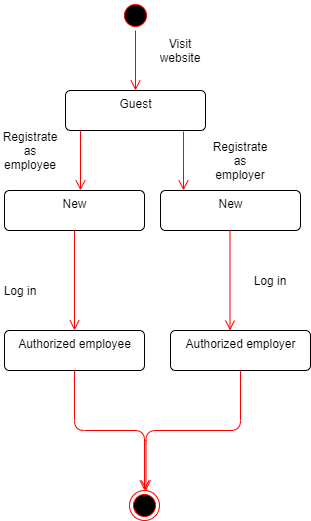 Visit
website
Guest
Registrate
as
employee
Registrate
as
employer
New
New
Log in
Log in
Authorized employee
Authorized employer